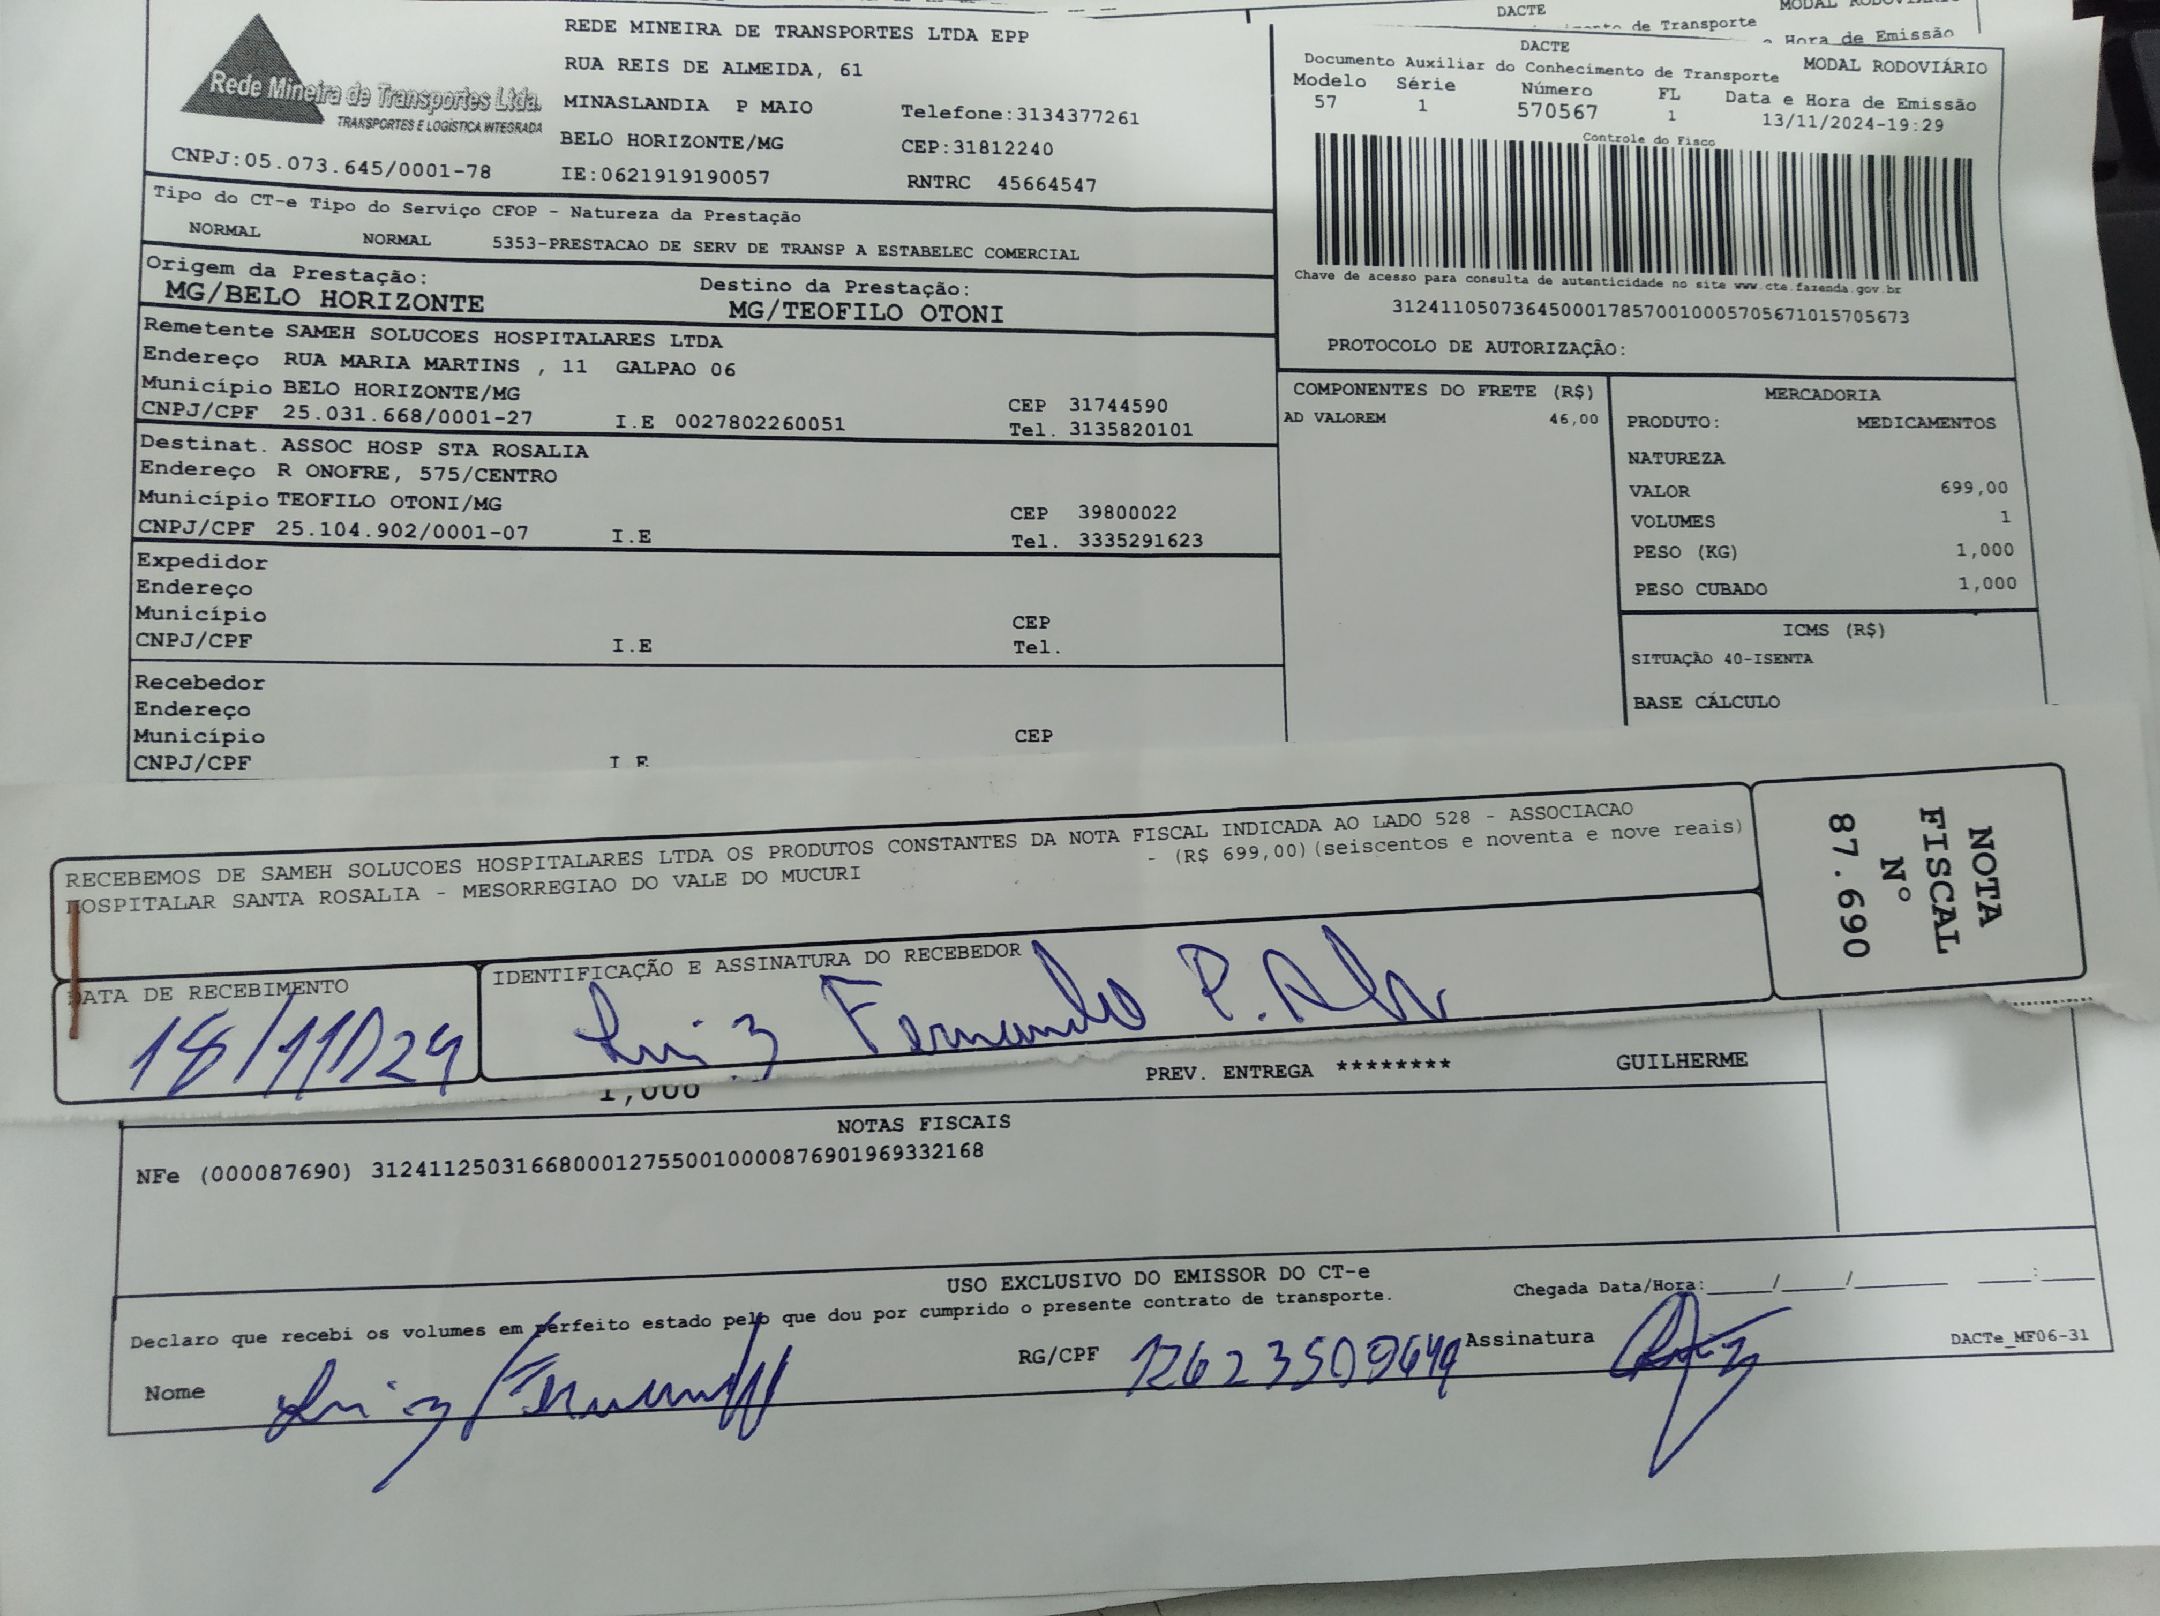 DACTE
de Transporte
Hora de Emissão
Rede Mineira de Transportes Ltda.
TRANSPORTES E LOGÍSTICA INTEGRADA
CNPJ:05.073.645/0001-78
REDE MINEIRA DE TRANSPORTES LTDA EPP
RUA REIS DE ALMEIDA, 61
MINASLANDIA P MAIO Telefone:3134377261
BELO HORIZONTE/MG CEP:31812240
IE:0621919190057 RNTRC 45664547
DACTE
Documento Auxiliar do Conhecimento de Transporte MODAL RODOVIÁRIO
Modelo Série Número FL Data e Hora de Emissão
57 1 570567 1 13/11/2024-19:29
Controle do Fisco
Chave de acesso para consulta de autenticidade no site www.cte.fazenda.gov.br
31241105073645000178570010005705671015705673
PROTOCOLO DE AUTORIZAÇÃO:
Tipo do CT-e Tipo do Serviço CFOP - Natureza da Prestação
NORMAL NORMAL 5353-PRESTACAO DE SERV DE TRANSP A ESTABELEC COMERCIAL
Origem da Prestação: Destino da Prestação:
MG/BELO HORIZONTE MG/TEOFILO OTONI
Remetente SAMEH SOLUCOES HOSPITALARES LTDA
Endereço RUA MARIA MARTINS , 11 GALPAO 06
Município BELO HORIZONTE/MG CEP 31744590
CNPJ/CPF 25.031.668/0001-27 I.E 0027802260051 Tel. 3135820101
Destinat. ASSOC HOSP STA ROSALIA
Endereço R ONOFRE, 575/CENTRO
Município TEOFILO OTONI/MG CEP 39800022
CNPJ/CPF 25.104.902/0001-07 I.E Tel. 3335291623
Expedidor
Endereço
Município CEP
CNPJ/CPF I.E Tel.
Recebedor
Endereço
Município CEP
CNPJ/CPF I E
COMPONENTES DO FRETE (R$)
AD VALOREM 46,00
MERCADORIA
PRODUTO: MEDICAMENTOS
NATUREZA
VALOR 699,00
VOLUMES 1
PESO (KG) 1,000
PESO CUBADO 1,000
ICMS (R$)
SITUAÇÃO 40-ISENTA
BASE CÁLCULO
RECEBEMOS DE SAMEH SOLUCOES HOSPITALARES LTDA OS PRODUTOS CONSTANTES DA NOTA FISCAL INDICADA AO LADO 528 - ASSOCIACAO
HOSPITALAR SANTA ROSALIA - MESORREGIAO DO VALE DO MUCURI - (R$ 699,00)(seiscentos e noventa e nove reais)
DATA DE RECEBIMENTO
18/11/24
IDENTIFICAÇÃO E ASSINATURA DO RECEBEDOR
Luiz Fernando P.
NOTA
FISCAL
Nº
87.690
1,000 PREV. ENTREGA ******** GUILHERME
NOTAS FISCAIS
NFe (000087690) 31241125031668000127550010000876901969332168
USO EXCLUSIVO DO EMISSOR DO CT-e
Declaro que recebi os volumes em perfeito estado pelo que dou por cumprido o presente contrato de transporte. Chegada Data/Hora:_____/_____/_______ ____:____
Nome Luiz Fernando RG/CPF Assinatura
DACTe_MF06-31